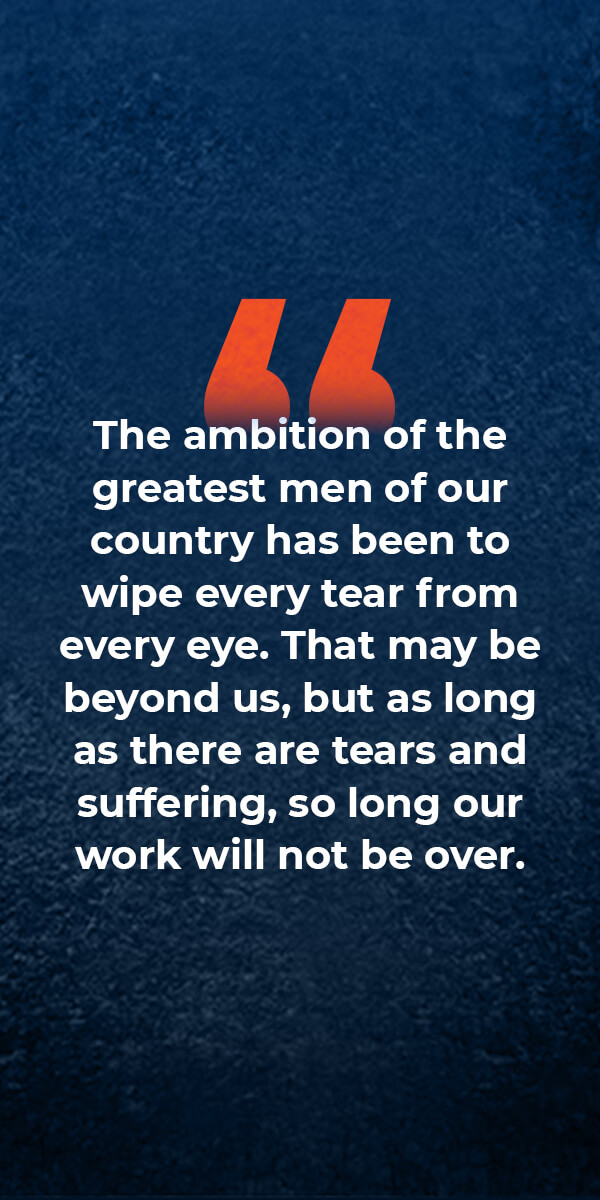 “
The ambition of the
greatest men of our
country has been to
wipe every tear from
every eye. That may be
beyond us, but as long
as there are tears and
suffering, so long our
work will not be over.